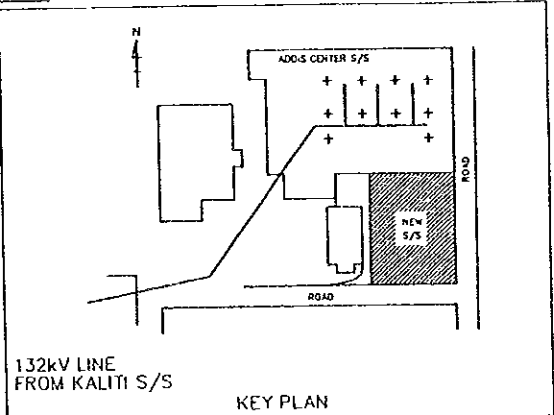 N
ADDIS CENTER S/S
ROAD
NEW
S/S
ROAD
132kV LINE
FROM KALITI S/S
KEY PLAN